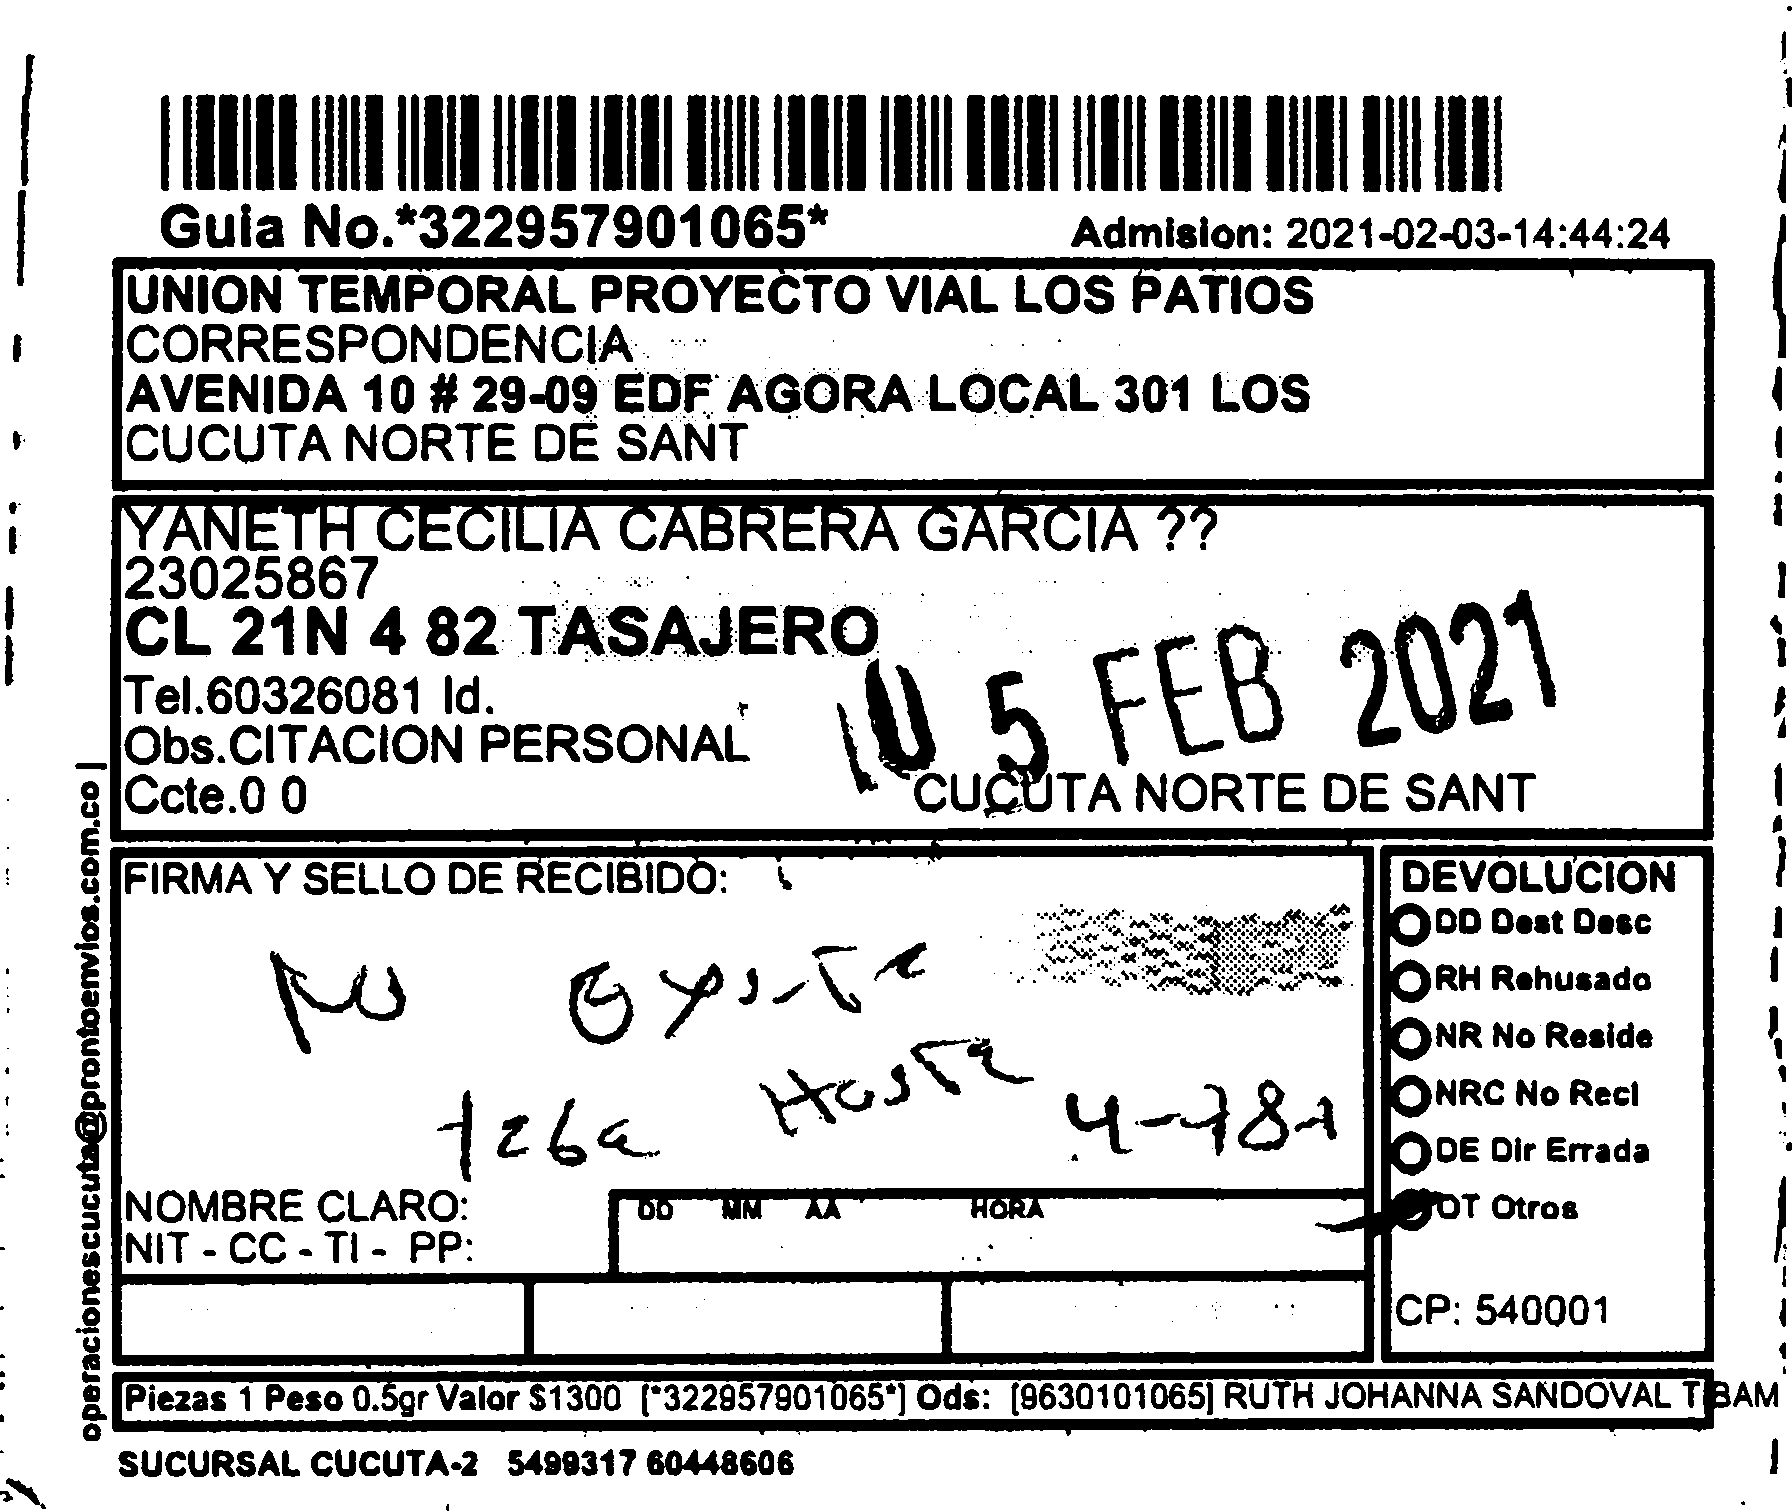 Guia No.*322957901065*
Admision: 2021-02-03-14:44:24
UNION TEMPORAL PROYECTO VIAL LOS PATIOS
CORRESPONDENCIA
AVENIDA 10 # 29-09 EDF AGORA LOCAL 301 LOS
CUCUTA NORTE DE SANT
YANETH CECILIA CABRERA GARCIA ??
23025867
CL 21N 4 82 TASAJERO
Tel.60326081 Id.
Obs.CITACION PERSONAL
Ccte.0 0
05 FEB 2021
CUCUTA NORTE DE SANT
FIRMA Y SELLO DE RECIBIDO:
No
Hasta
NOMBRE CLARO:
NIT - CC - TI - PP:
DD MM AA HORA
DEVOLUCION
DD Dest Desc
RH Rehusado
NR No Reside
NRC No Recl
DE Dir Errada
OT Otros
CP: 540001
Piezas 1 Peso 0.5gr Valor $1300 [*322957901065*] Ods: [9630101065] RUTH JOHANNA SANDOVAL TIBAM
SUCURSAL CUCUTA-2 5499317 60448606
operacionescucuta@prontoenvios.com.co |